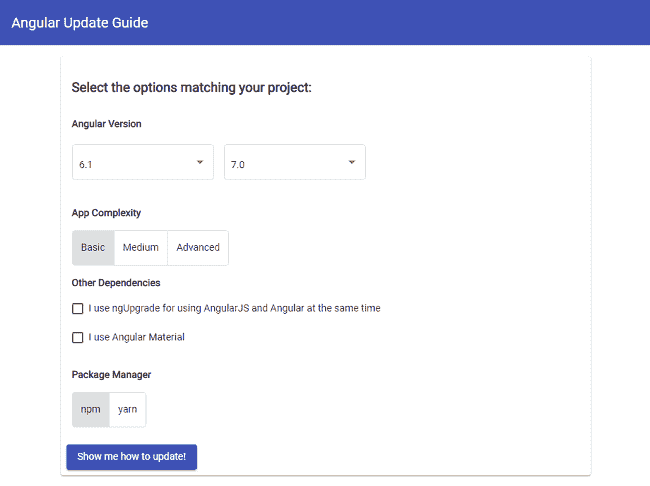 Angular Update Guide
Select the options matching your project:
Angular Version
6.1 7.0
App Complexity
Basic Medium Advanced
Other Dependencies
I use ngUpgrade for using AngularJS and Angular at the same time
I use Angular Material
Package Manager
npm yarn
Show me how to update!